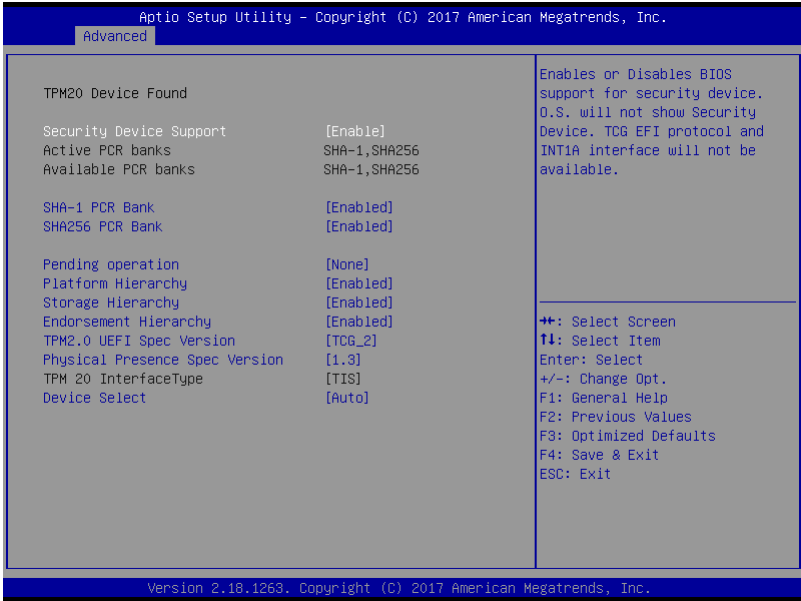 Aptio Setup Utility – Copyright (C) 2017 American Megatrends, Inc.
Advanced
TPM20 Device Found
Security Device Support [Enable]
Active PCR banks SHA-1,SHA256
Available PCR banks SHA-1,SHA256
SHA-1 PCR Bank [Enabled]
SHA256 PCR Bank [Enabled]
Pending operation [None]
Platform Hierarchy [Enabled]
Storage Hierarchy [Enabled]
Endorsement Hierarchy [Enabled]
TPM2.0 UEFI Spec Version [TCG_2]
Physical Presence Spec Version [1.3]
TPM 20 InterfaceType [TIS]
Device Select [Auto]
Enables or Disables BIOS
support for security device.
O.S. will not show Security
Device. TCG EFI protocol and
INT1A interface will not be
available.
→←: Select Screen
↑↓: Select Item
Enter: Select
+/-: Change Opt.
F1: General Help
F2: Previous Values
F3: Optimized Defaults
F4: Save & Exit
ESC: Exit
Version 2.18.1263. Copyright (C) 2017 American Megatrends, Inc.